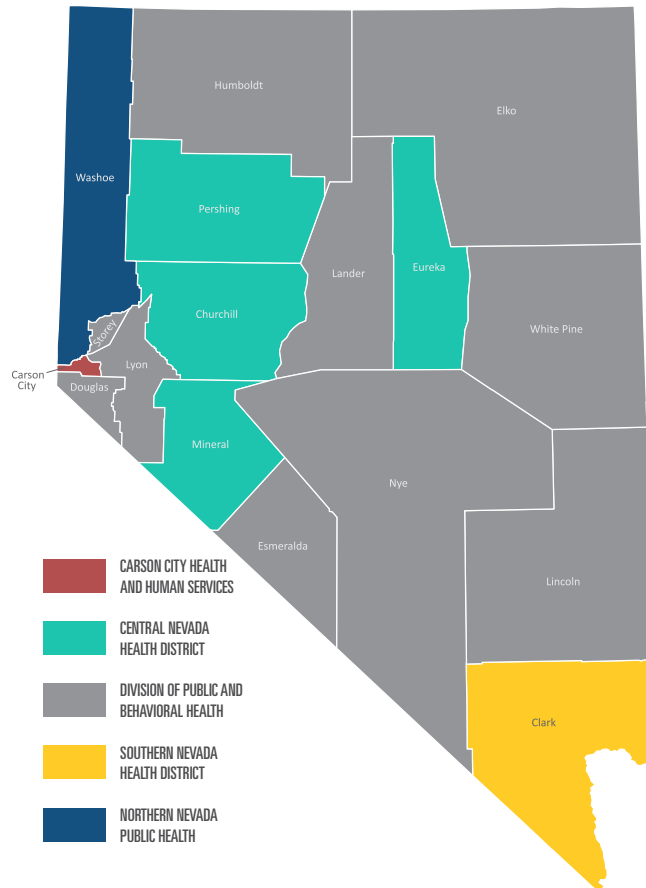 Humboldt
Elko
Washoe
Pershing
Lander
Eureka
Churchill
Storey
White Pine
Lyon
Carson
City
Douglas
Mineral
Nye
Esmeralda
Lincoln
Clark
CARSON CITY HEALTH
AND HUMAN SERVICES
CENTRAL NEVADA
HEALTH DISTRICT
DIVISION OF PUBLIC AND
BEHAVIORAL HEALTH
SOUTHERN NEVADA
HEALTH DISTRICT
NORTHERN NEVADA
PUBLIC HEALTH